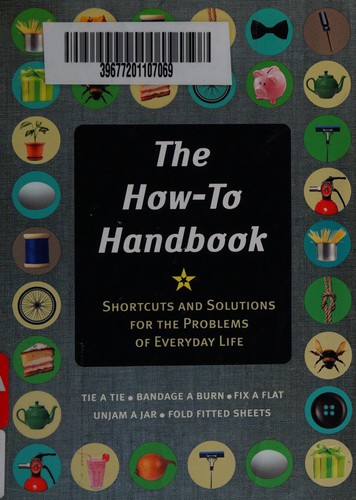 39677201107069
The
How-To
Handbook
SHORTCUTS AND SOLUTIONS
FOR THE PROBLEMS
OF EVERYDAY LIFE
TIE A TIE • BANDAGE A BURN • FIX A FLAT
UNJAM A JAR • FOLD FITTED SHEETS